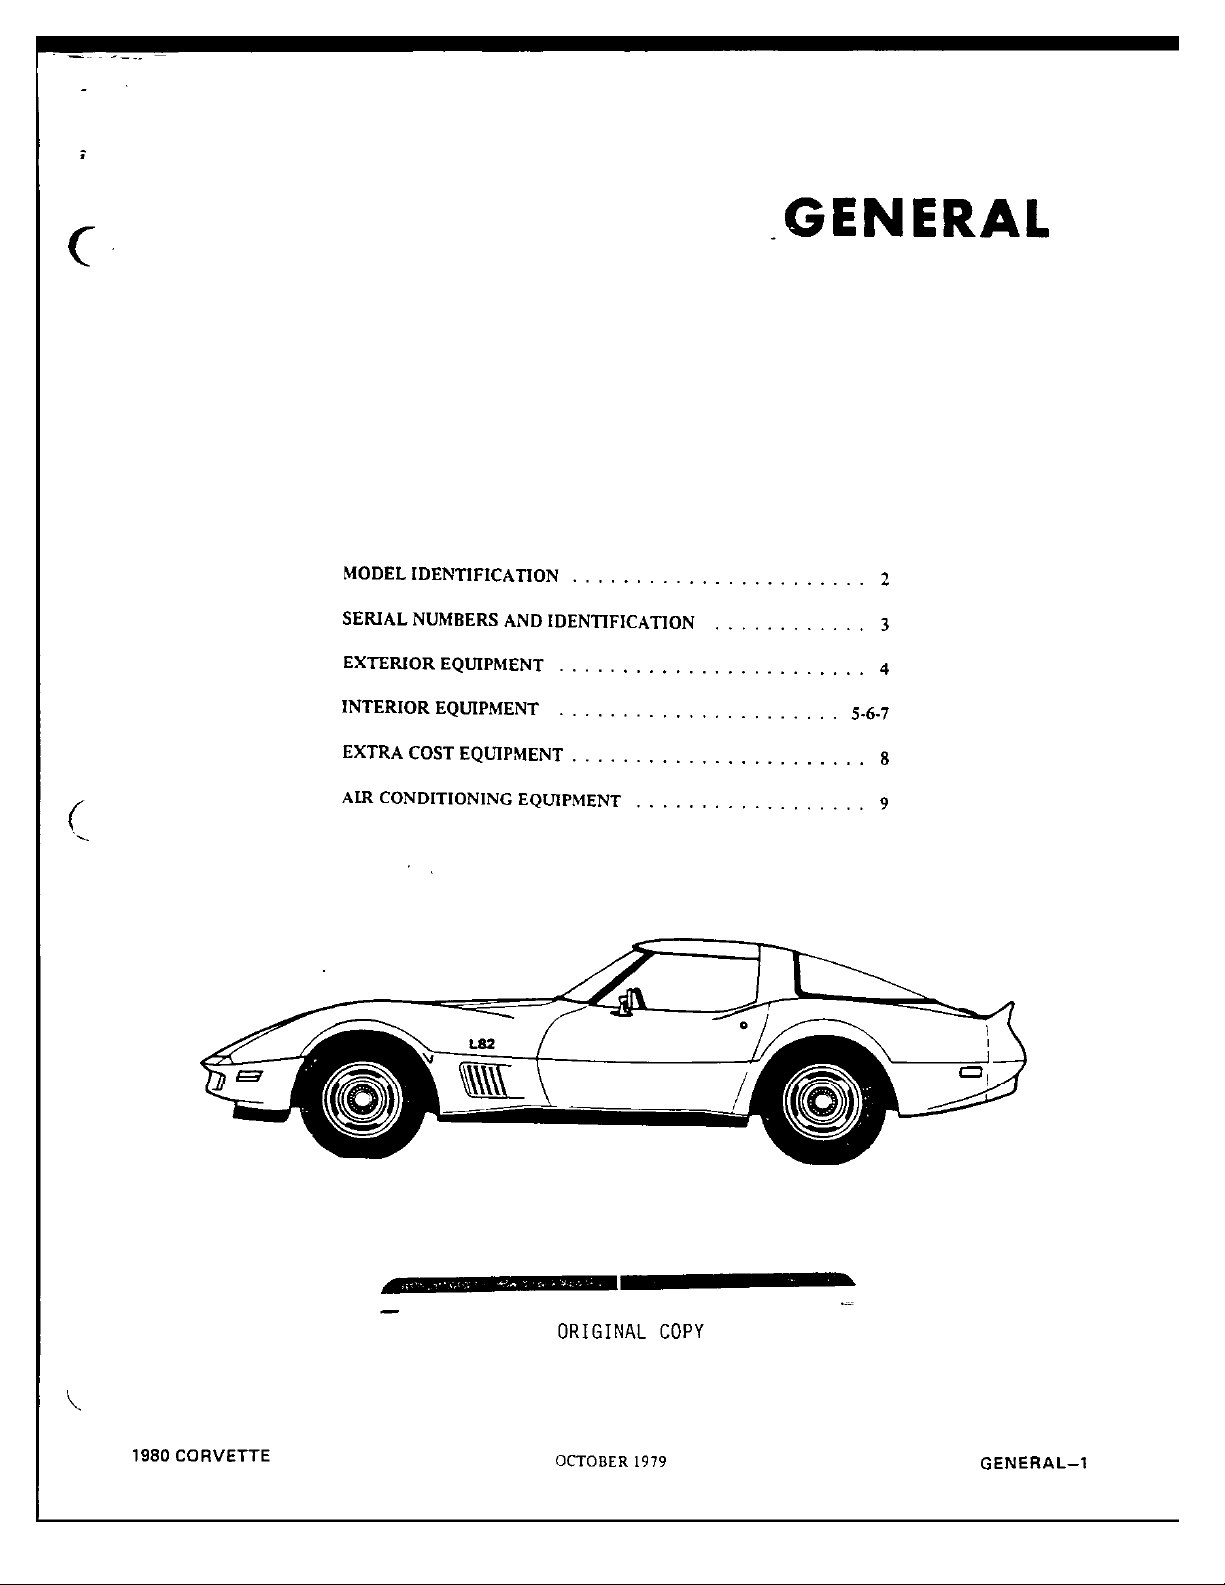 GENERAL
MODEL IDENTIFICATION . . . . . . . . . . . . . . . . . . . . . . . 2
SERIAL NUMBERS AND IDENTIFICATION . . . . . . . . . . . . 3
EXTERIOR EQUIPMENT . . . . . . . . . . . . . . . . . . . . . . . . 4
INTERIOR EQUIPMENT . . . . . . . . . . . . . . . . . . . . . . 5-6-7
EXTRA COST EQUIPMENT . . . . . . . . . . . . . . . . . . . . . . . 8
AIR CONDITIONING EQUIPMENT . . . . . . . . . . . . . . . . . . 9
L82
ORIGINAL COPY
1980 CORVETTE
OCTOBER 1979
GENERAL–1